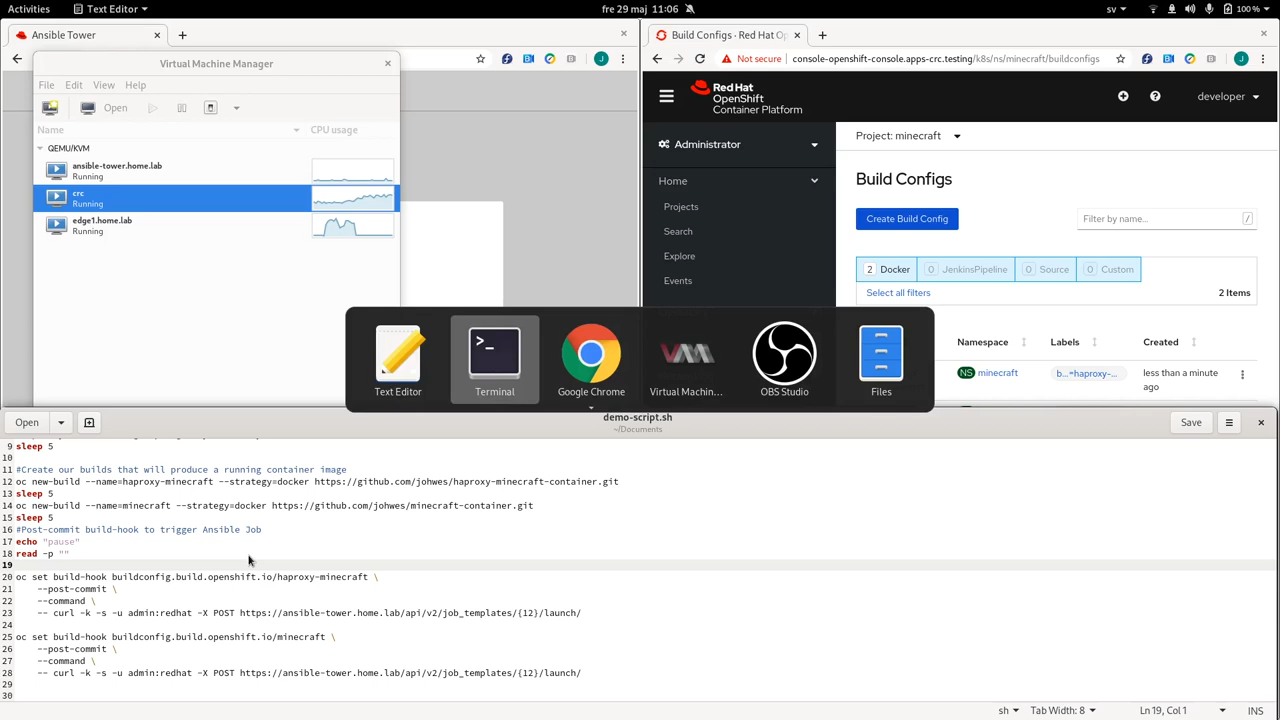 Activities
Text Editor
fre 29 maj 11:06
sv
100 %
Ansible Tower
Build Configs · Red Hat Op
Not secure
console-openshift-console.apps-crc.testing/k8s/ns/minecraft/buildconfigs
J
J
Virtual Machine Manager
File Edit View Help
Open
Name
CPU usage
QEMU/KVM
ansible-tower.home.lab
Running
crc
Running
edge1.home.lab
Running
Red Hat
OpenShift
Container Platform
developer
Administrator
Home
Projects
Search
Explore
Events
Project: minecraft
Build Configs
Create Build Config
Filter by name...
/
2 Docker
0 JenkinsPipeline
0 Source
0 Custom
Select all filters
2 Items
Namespace
Labels
Created
NS minecraft
b...=haproxy-...
less than a minute
ago
Text Editor
Terminal
Google Chrome
Virtual Machin...
OBS Studio
Files
Open
demo-script.sh
~/Documents
Save
9 sleep 5
10
11 #Create our builds that will produce a running container image
12 oc new-build --name=haproxy-minecraft --strategy=docker https://github.com/johwes/haproxy-minecraft-container.git
13 sleep 5
14 oc new-build --name=minecraft --strategy=docker https://github.com/johwes/minecraft-container.git
15 sleep 5
16 #Post-commit build-hook to trigger Ansible Job
17 echo "pause"
18 read -p ""
19
20 oc set build-hook buildconfig.build.openshift.io/haproxy-minecraft \
21 --post-commit \
22 --command \
23 -- curl -k -s -u admin:redhat -X POST https://ansible-tower.home.lab/api/v2/job_templates/{12}/launch/
24
25 oc set build-hook buildconfig.build.openshift.io/minecraft \
26 --post-commit \
27 --command \
28 -- curl -k -s -u admin:redhat -X POST https://ansible-tower.home.lab/api/v2/job_templates/{12}/launch/
29
30
sh
Tab Width: 8
Ln 19, Col 1
INS